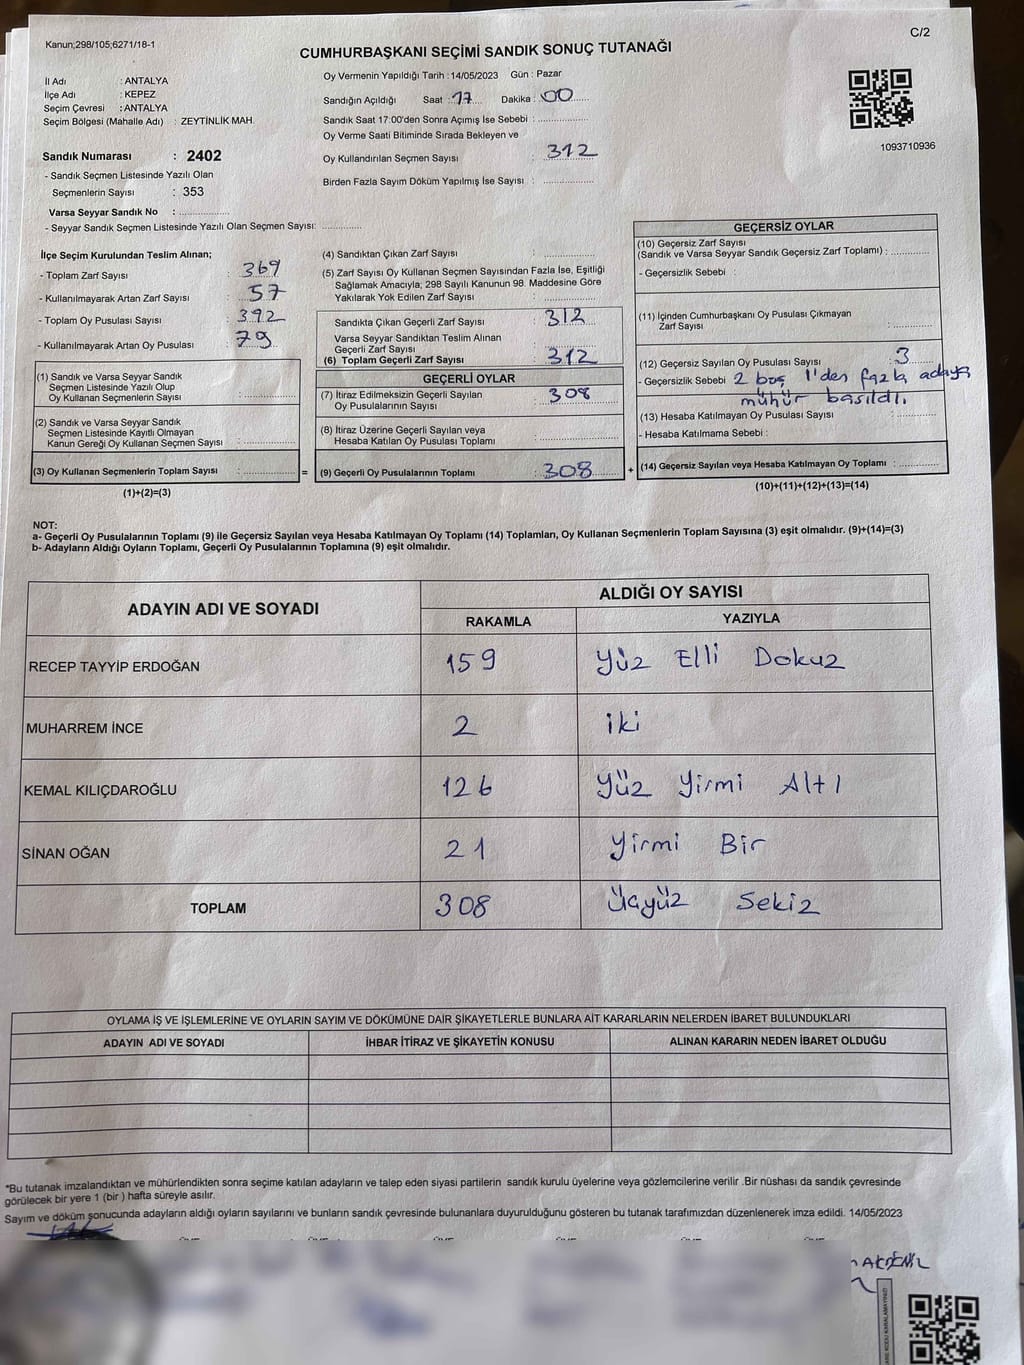 Kanun;298/105;6271/18-1
C/2
CUMHURBAŞKANI SEÇİMİ SANDIK SONUÇ TUTANAĞI
İl Adı : ANTALYA
İlçe Adı : KEPEZ
Seçim Çevresi : ANTALYA
Seçim Bölgesi (Mahalle Adı) : ZEYTİNLİK MAH.
Sandık Numarası : 2402
- Sandık Seçmen Listesinde Yazılı Olan
Seçmenlerin Sayısı : 353
Varsa Seyyar Sandık No : ..................
- Seyyar Sandık Seçmen Listesinde Yazılı Olan Seçmen Sayısı: ..............
Oy Vermenin Yapıldığı Tarih : 14/05/2023 Gün : Pazar
Sandığın Açıldığı Saat : 17 Dakika : 00
Sandık Saat 17:00'den Sonra Açımış İse Sebebi : ..................
Oy Verme Saati Bitiminde Sırada Bekleyen ve
Oy Kullandırılan Seçmen Sayısı : 312
Birden Fazla Sayım Döküm Yapılmış İse Sayısı : ..................
1093710936
İlçe Seçim Kurulundan Teslim Alınan;
- Toplam Zarf Sayısı : 369
- Kullanılmayarak Artan Zarf Sayısı : 57
- Toplam Oy Pusulası Sayısı : 392
- Kullanılmayarak Artan Oy Pusulası : 79
(1) Sandık ve Varsa Seyyar Sandık
Seçmen Listesinde Yazılı Olup
Oy Kullanan Seçmenlerin Sayısı : ..................
(2) Sandık ve Varsa Seyyar Sandık
Seçmen Listesinde Kayıtlı Olmayan
Kanun Gereği Oy Kullanan Seçmen Sayısı : ..................
(3) Oy Kullanan Seçmenlerin Toplam Sayısı : .................. =
(1)+(2)=(3)
(4) Sandıktan Çıkan Zarf Sayısı : ..................
(5) Zarf Sayısı Oy Kullanan Seçmen Sayısından Fazla İse, Eşitliği
Sağlamak Amacıyla; 298 Sayılı Kanunun 98. Maddesine Göre
Yakılarak Yok Edilen Zarf Sayısı : ..................
Sandıkta Çıkan Geçerli Zarf Sayısı : 312
Varsa Seyyar Sandıktan Teslim Alınan
Geçerli Zarf Sayısı : ..................
(6) Toplam Geçerli Zarf Sayısı : 312
GEÇERLİ OYLAR
(7) İtiraz Edilmeksizin Geçerli Sayılan
Oy Pusulalarının Sayısı : 308
(8) İtiraz Üzerine Geçerli Sayılan veya
Hesaba Katılan Oy Pusulası Toplamı : ..................
(9) Geçerli Oy Pusulalarının Toplamı : 308 +
GEÇERSİZ OYLAR
(10) Geçersiz Zarf Sayısı
(Sandık ve Varsa Seyyar Sandık Geçersiz Zarf Toplamı) : ..............
- Geçersizlik Sebebi :
(11) İçinden Cumhurbaşkanı Oy Pusulası Çıkmayan
Zarf Sayısı : ..............
(12) Geçersiz Sayılan Oy Pusulası Sayısı : 3
- Geçersizlik Sebebi 2 boş 1'den fazla adaya
mühür basıldı.
(13) Hesaba Katılmayan Oy Pusulası Sayısı : ..................
- Hesaba Katılmama Sebebi :
(14) Geçersiz Sayılan veya Hesaba Katılmayan Oy Toplamı : ..............
(10)+(11)+(12)+(13)=(14)
NOT:
a- Geçerli Oy Pusulalarının Toplamı (9) ile Geçersiz Sayılan veya Hesaba Katılmayan Oy Toplamı (14) Toplamları, Oy Kullanan Seçmenlerin Toplam Sayısına (3) eşit olmalıdır. (9)+(14)=(3)
b- Adayların Aldığı Oyların Toplamı, Geçerli Oy Pusulalarının Toplamına (9) eşit olmalıdır.
ADAYIN ADI VE SOYADI ALDIĞI OY SAYISI
RAKAMLA YAZIYLA
RECEP TAYYİP ERDOĞAN 159 Yüz Elli Dokuz
MUHARREM İNCE 2 iki
KEMAL KILIÇDAROĞLU 126 Yüz Yirmi Altı
SİNAN OĞAN 21 Yirmi Bir
TOPLAM 308 Üçyüz Sekiz
OYLAMA İŞ VE İŞLEMLERİNE VE OYLARIN SAYIM VE DÖKÜMÜNE DAİR ŞİKAYETLERLE BUNLARA AİT KARARLARIN NELERDEN İBARET BULUNDUKLARI
ADAYIN ADI VE SOYADI İHBAR İTİRAZ VE ŞİKAYETİN KONUSU ALINAN KARARIN NEDEN İBARET OLDUĞU
*Bu tutanak imzalandıktan ve mühürlendikten sonra seçime katılan adayların ve talep eden siyasi partilerin sandık kurulu üyelerine veya gözlemcilerine verilir .Bir nüshası da sandık çevresinde
görülecek bir yere 1 (bir ) hafta süreyle asılır.
Sayım ve döküm sonucunda adayların aldığı oyların sayılarını ve bunların sandık çevresinde bulunanlara duyurulduğunu gösteren bu tutanak tarafımızdan düzenlenerek imza edildi. 14/05/2023
AKDENİZ